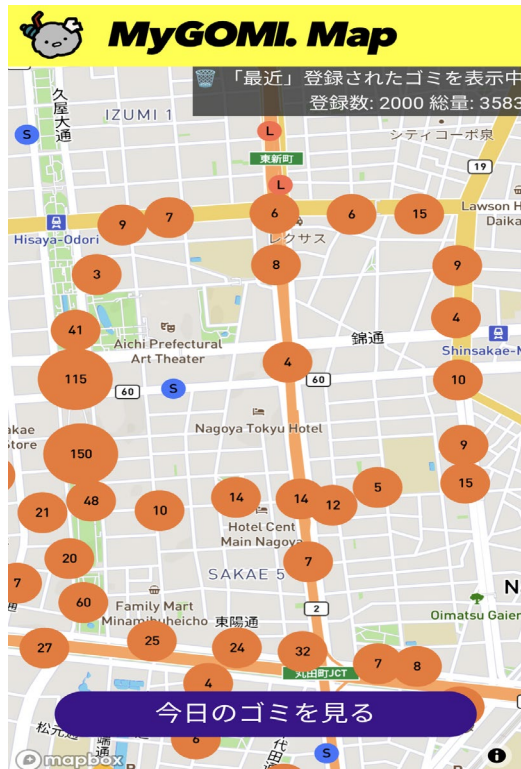 MyGOMI. Map
「最近」登録されたゴミを表示中
登録数: 2000 総量: 3583
久屋大通
IZUMI 1
L
シティコーポ泉
S
東新町
19
L
Lawson H
Daika
9
7
6
6
15
Hisaya-Odori
レクサス
3
8
9
41
4
錦通
Aichi Prefectural
Art Theater
Shinsakae-M
4
115
60
S
60
10
akae
Store
Nagoya Tokyu Hotel
150
9
15
21
48
10
14
14
12
5
Hotel Cent
Main Nagoya
20
7
SAKAE 5
7
60
Family Mart
Minamibuheicho
2
N
Oimatsu Gaien
東陽通
27
25
24
32
7
8
丸田町JCT
4
今日のゴミを見る
松元通
6
S
mapbox